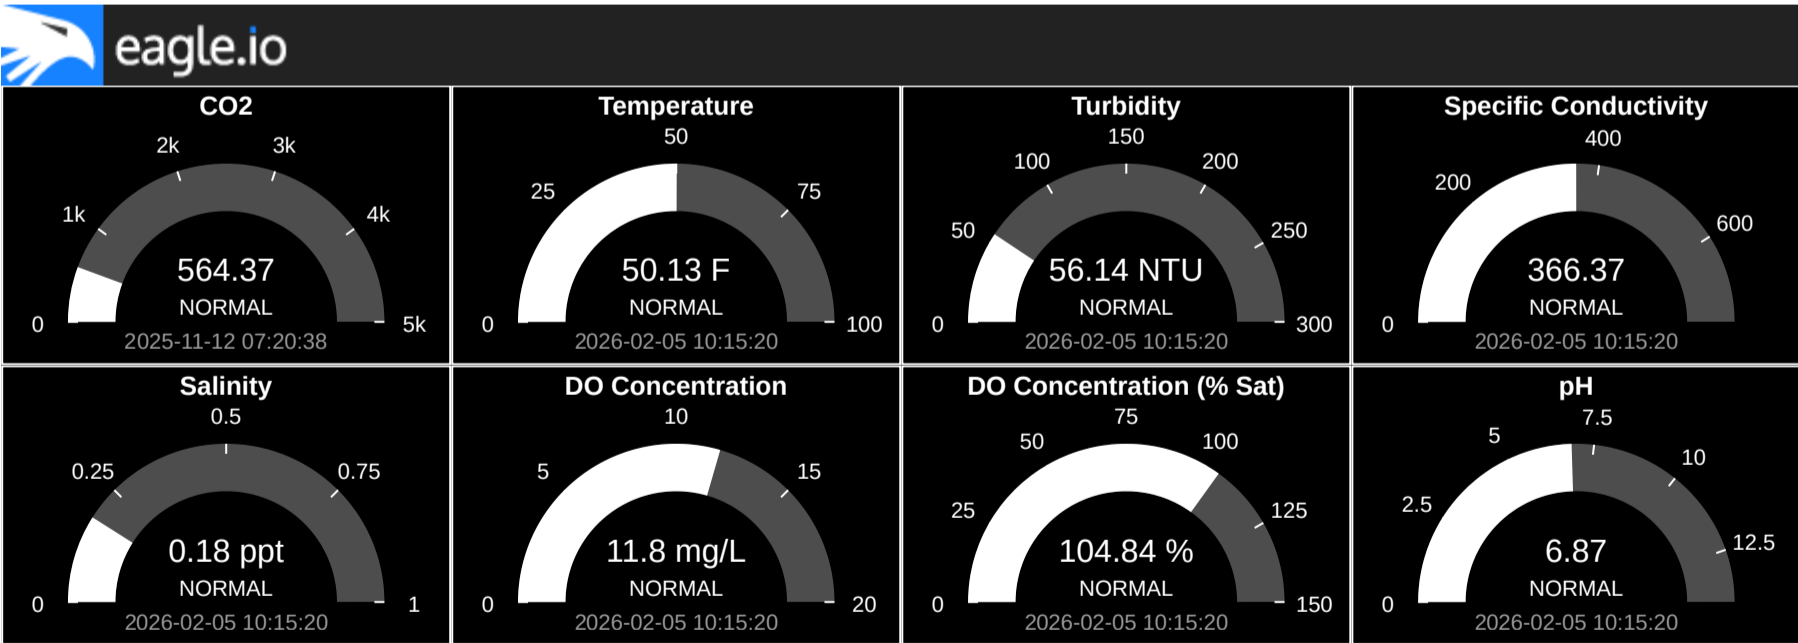 eagle.io
CO2
2k
3k
1k
4k
564.37
NORMAL
0
5k
2025-11-12 07:20:38
Temperature
50
25
75
50.13 F
NORMAL
0
100
2026-02-05 10:15:20
Turbidity
150
100
200
50
250
56.14 NTU
NORMAL
0
300
2026-02-05 10:15:20
Specific Conductivity
400
200
600
366.37
NORMAL
0
2026-02-05 10:15:20
Salinity
0.5
0.25
0.75
0.18 ppt
NORMAL
0
1
2026-02-05 10:15:20
DO Concentration
10
5
15
11.8 mg/L
NORMAL
0
20
2026-02-05 10:15:20
DO Concentration (% Sat)
75
50
100
25
125
104.84 %
NORMAL
0
150
2026-02-05 10:15:20
pH
7.5
5
10
2.5
12.5
6.87
NORMAL
0
2026-02-05 10:15:20